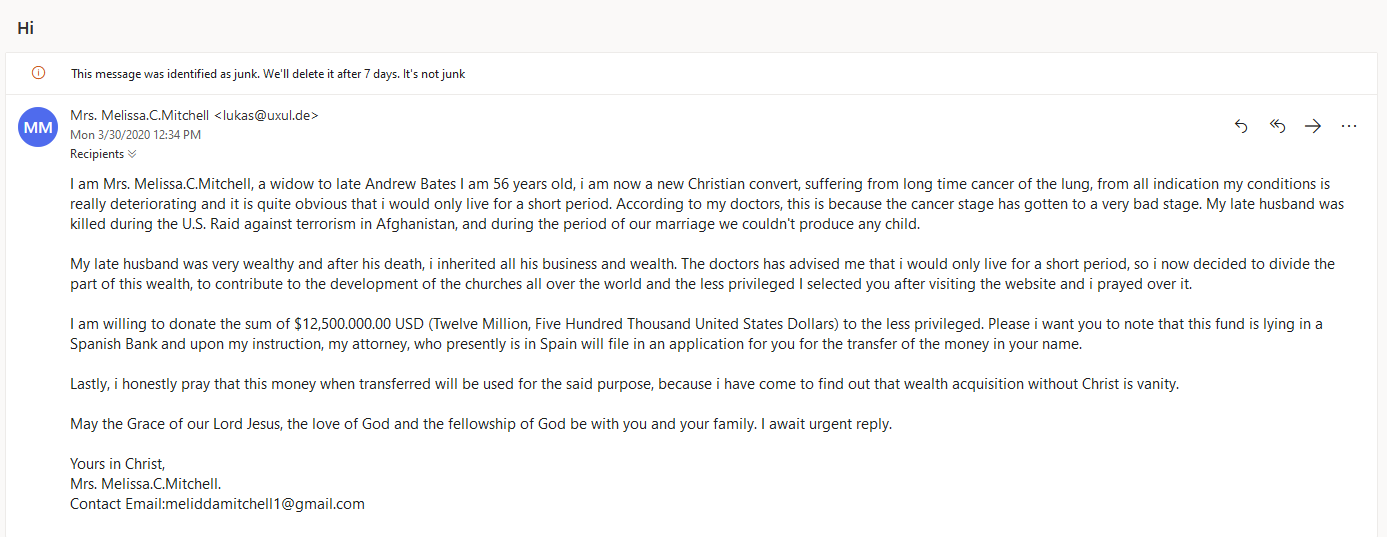 Hi
This message was identified as junk. We'll delete it after 7 days. It's not junk
MM
Mrs. Melissa.C.Mitchell <lukas@uxul.de>
Mon 3/30/2020 12:34 PM
Recipients
I am Mrs. Melissa.C.Mitchell, a widow to late Andrew Bates I am 56 years old, i am now a new Christian convert, suffering from long time cancer of the lung, from all indication my conditions is
really deteriorating and it is quite obvious that i would only live for a short period. According to my doctors, this is because the cancer stage has gotten to a very bad stage. My late husband was
killed during the U.S. Raid against terrorism in Afghanistan, and during the period of our marriage we couldn't produce any child.
My late husband was very wealthy and after his death, i inherited all his business and wealth. The doctors has advised me that i would only live for a short period, so i now decided to divide the
part of this wealth, to contribute to the development of the churches all over the world and the less privileged I selected you after visiting the website and i prayed over it.
I am willing to donate the sum of $12,500.000.00 USD (Twelve Million, Five Hundred Thousand United States Dollars) to the less privileged. Please i want you to note that this fund is lying in a
Spanish Bank and upon my instruction, my attorney, who presently is in Spain will file in an application for you for the transfer of the money in your name.
Lastly, i honestly pray that this money when transferred will be used for the said purpose, because i have come to find out that wealth acquisition without Christ is vanity.
May the Grace of our Lord Jesus, the love of God and the fellowship of God be with you and your family. I await urgent reply.
Yours in Christ,
Mrs. Melissa.C.Mitchell.
Contact Email:meliddamitchell1@gmail.com